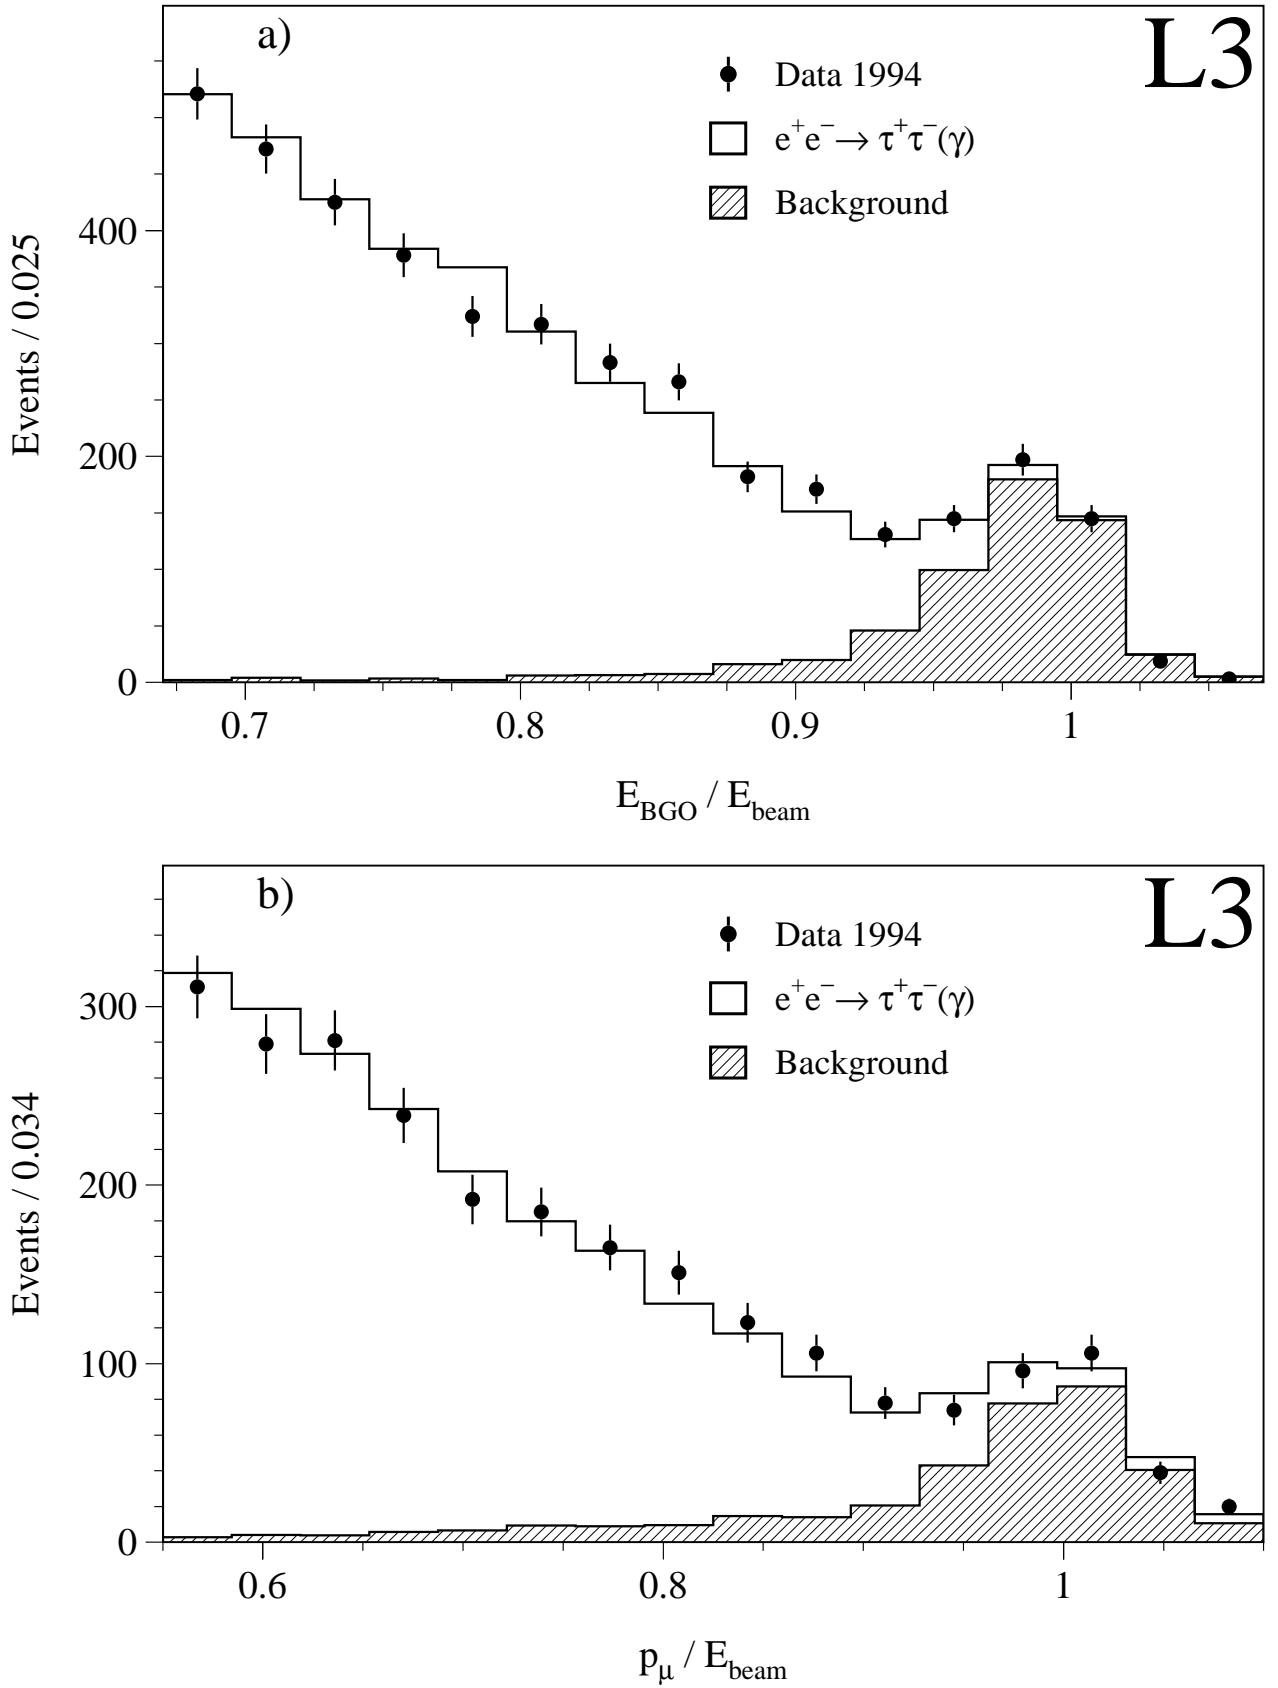 a)
L3
Data 1994
e⁺e⁻→ τ⁺τ⁻(γ)
Background
Events / 0.025
400
200
0
0.7 0.8 0.9 1
E_BGO / E_beam
b)
L3
Data 1994
e⁺e⁻→ τ⁺τ⁻(γ)
Background
Events / 0.034
300
200
100
0
0.6 0.8 1
p_μ / E_beam